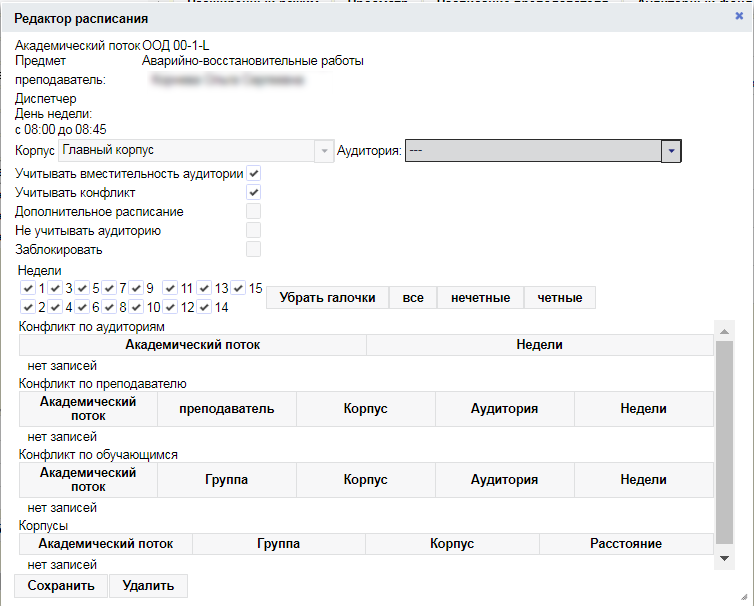 Редактор расписания
Академический поток ООД 00-1-L
Предмет Аварийно-восстановительные работы
преподаватель:
Диспетчер
День недели:
с 08:00 до 08:45
Корпус Главный корпус Аудитория: ---
Учитывать вместительность аудитории
Учитывать конфликт
Дополнительное расписание
Не учитывать аудиторию
Заблокировать
Недели
1 3 5 7 9 11 13 15
2 4 6 8 10 12 14
Убрать галочки все нечетные четные
Конфликт по аудиториям
Академический поток Недели
нет записей
Конфликт по преподавателю
Академический поток преподаватель Корпус Аудитория Недели
нет записей
Конфликт по обучающимся
Академический поток Группа Корпус Аудитория Недели
нет записей
Корпусы
Академический поток Группа Корпус Расстояние
нет записей
Сохранить Удалить